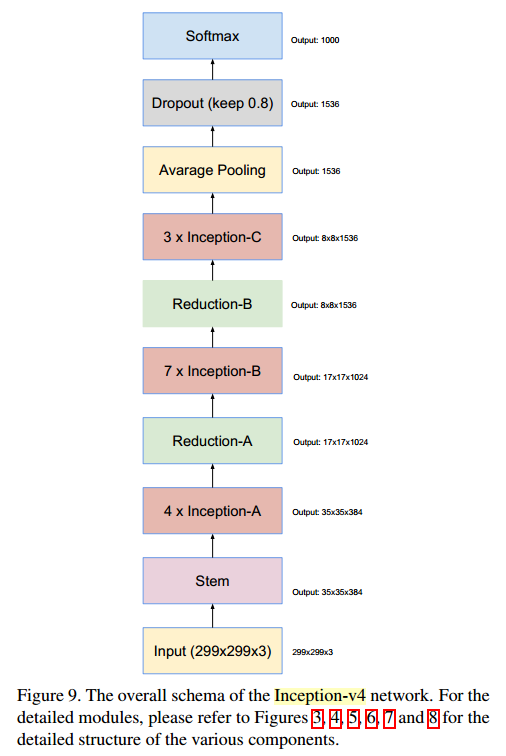 Softmax
Output: 1000
Dropout (keep 0.8)
Output: 1536
Avarage Pooling
Output: 1536
3 x Inception-C
Output: 8x8x1536
Reduction-B
Output: 8x8x1536
7 x Inception-B
Output: 17x17x1024
Reduction-A
Output: 17x17x1024
4 x Inception-A
Output: 35x35x384
Stem
Output: 35x35x384
Input (299x299x3)
299x299x3
Figure 9. The overall schema of the Inception-v4 network. For the
detailed modules, please refer to Figures 3, 4, 5, 6, 7 and 8 for the
detailed structure of the various components.